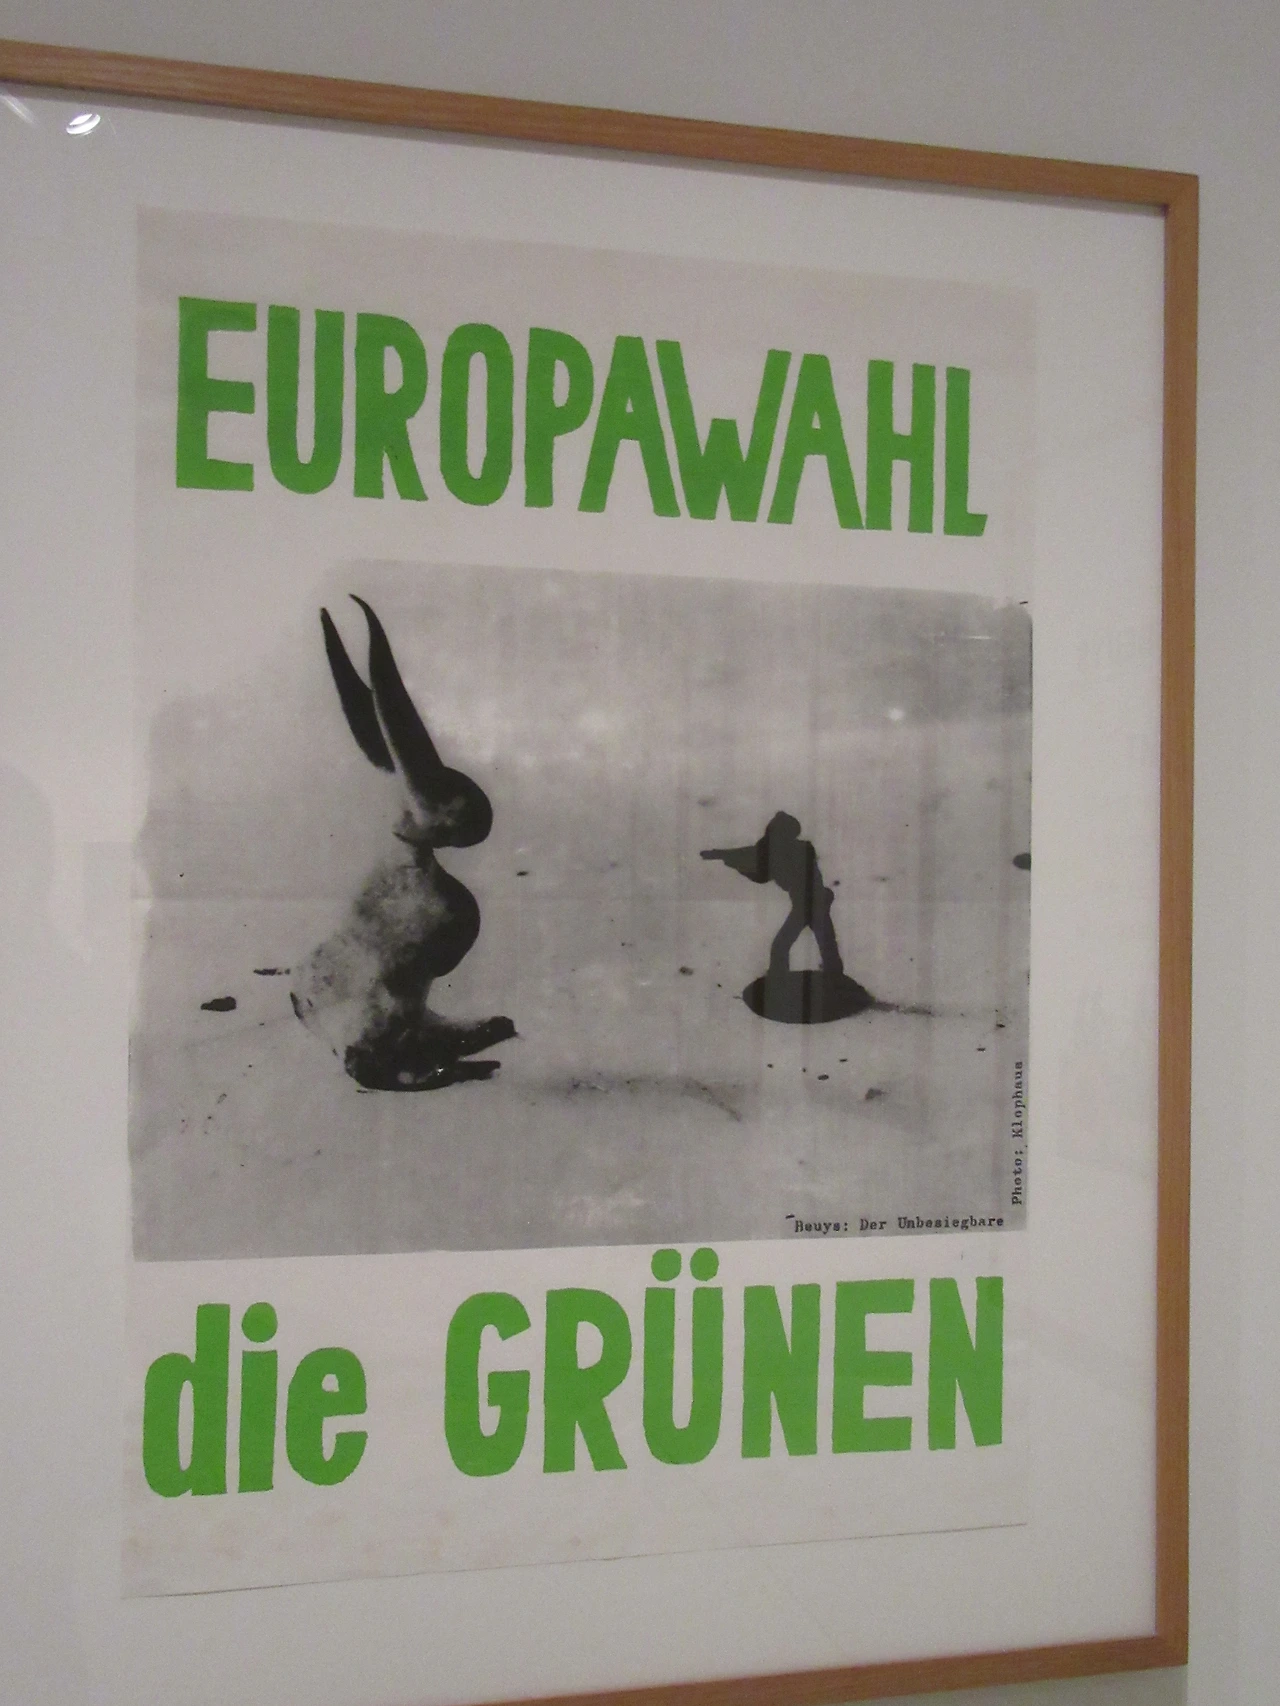 EUROPAWAHL
Photo: Klophaus
Beuys: Der Unbesiegbare
die GRÜNEN